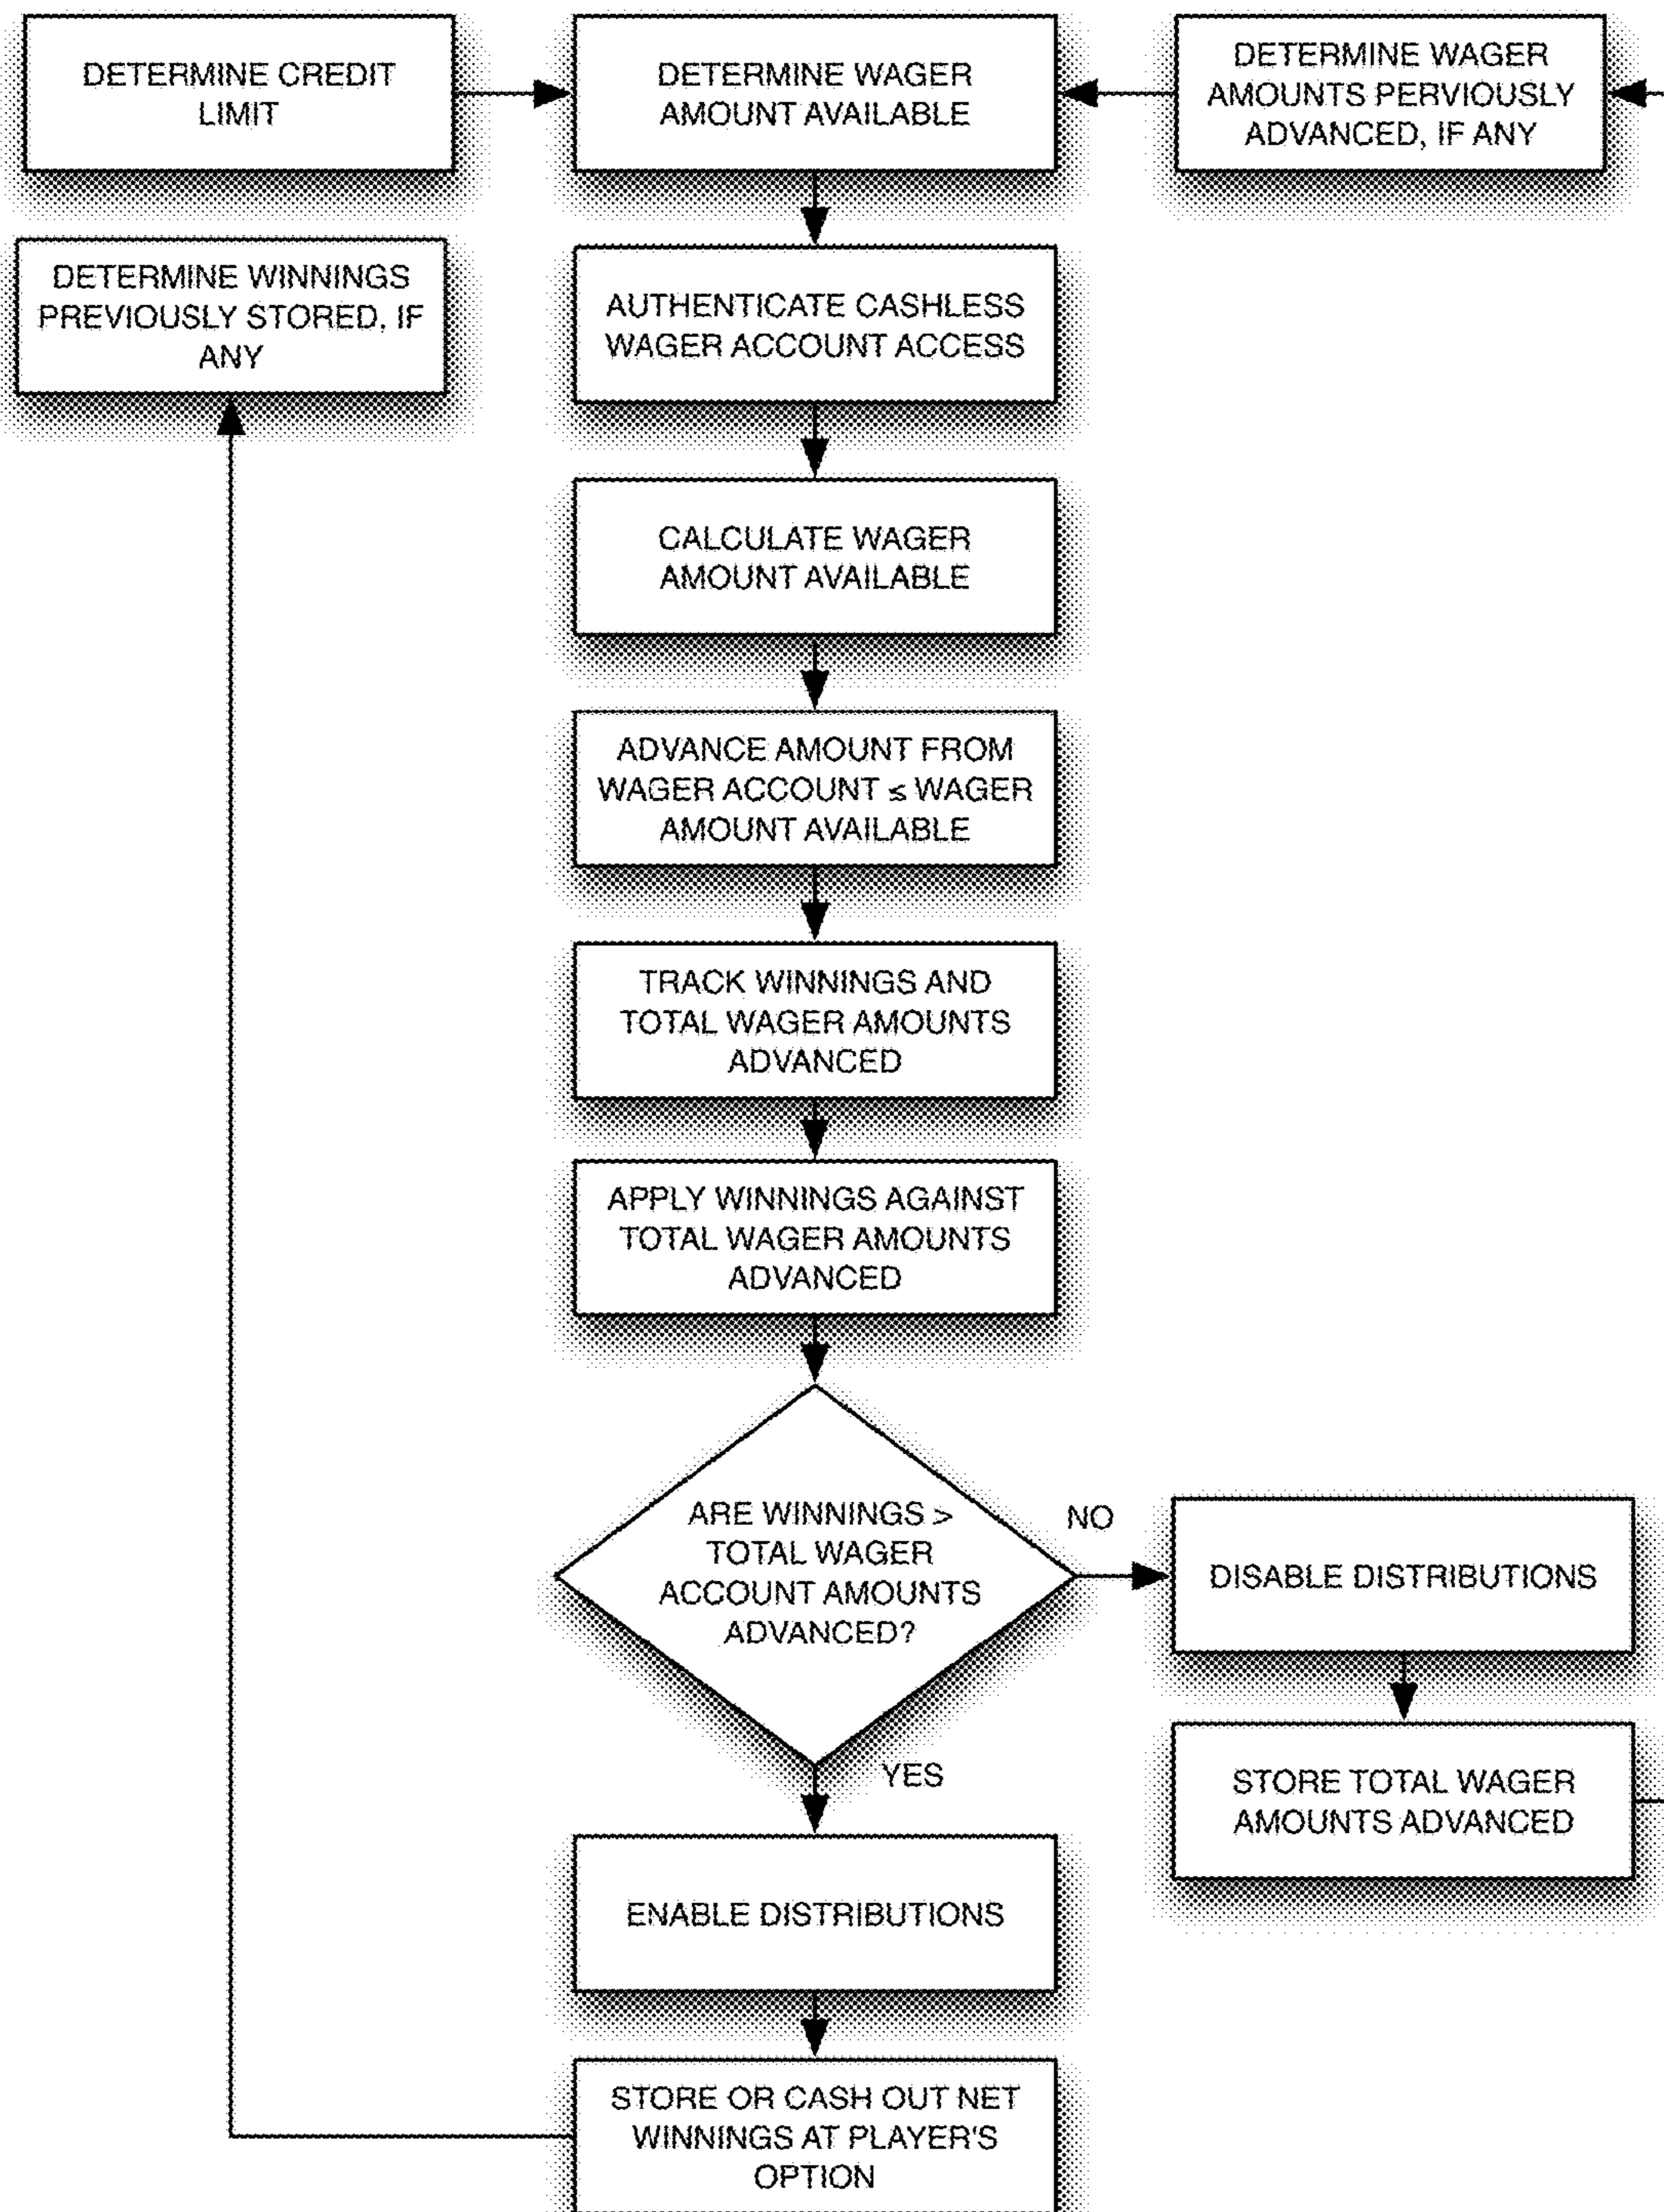 DETERMINE CREDIT
LIMIT
DETERMINE WAGER
AMOUNT AVAILABLE
DETERMINE WAGER
AMOUNTS PERVIOUSLY
ADVANCED, IF ANY
DETERMINE WINNINGS
PREVIOUSLY STORED, IF
ANY
AUTHENTICATE CASHLESS
WAGER ACCOUNT ACCESS
CALCULATE WAGER
AMOUNT AVAILABLE
ADVANCE AMOUNT FROM
WAGER ACCOUNT ≤ WAGER
AMOUNT AVAILABLE
TRACK WINNINGS AND
TOTAL WAGER AMOUNTS
ADVANCED
APPLY WINNINGS AGAINST
TOTAL WAGER AMOUNTS
ADVANCED
ARE WINNINGS >
TOTAL WAGER
ACCOUNT AMOUNTS
ADVANCED?
NO
DISABLE DISTRIBUTIONS
STORE TOTAL WAGER
AMOUNTS ADVANCED
YES
ENABLE DISTRIBUTIONS
STORE OR CASH OUT NET
WINNINGS AT PLAYER'S
OPTION